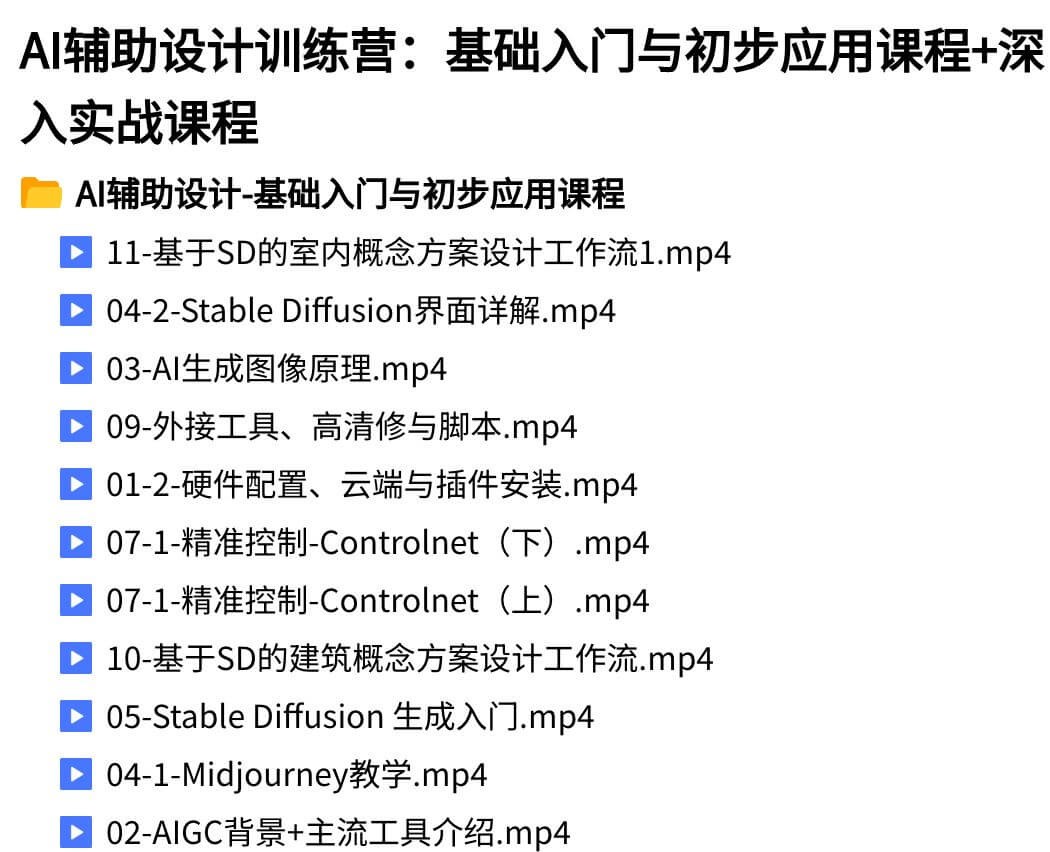 AI辅助设计训练营：基础入门与初步应用课程+深
入实战课程
AI辅助设计-基础入门与初步应用课程
11-基于SD的室内概念方案设计工作流1.mp4
04-2-Stable Diffusion界面详解.mp4
03-AI生成图像原理.mp4
09-外接工具、高清修与脚本.mp4
01-2-硬件配置、云端与插件安装.mp4
07-1-精准控制-Controlnet（下）.mp4
07-1-精准控制-Controlnet（上）.mp4
10-基于SD的建筑概念方案设计工作流.mp4
05-Stable Diffusion 生成入门.mp4
04-1-Midjourney教学.mp4
02-AIGC背景+主流工具介绍.mp4